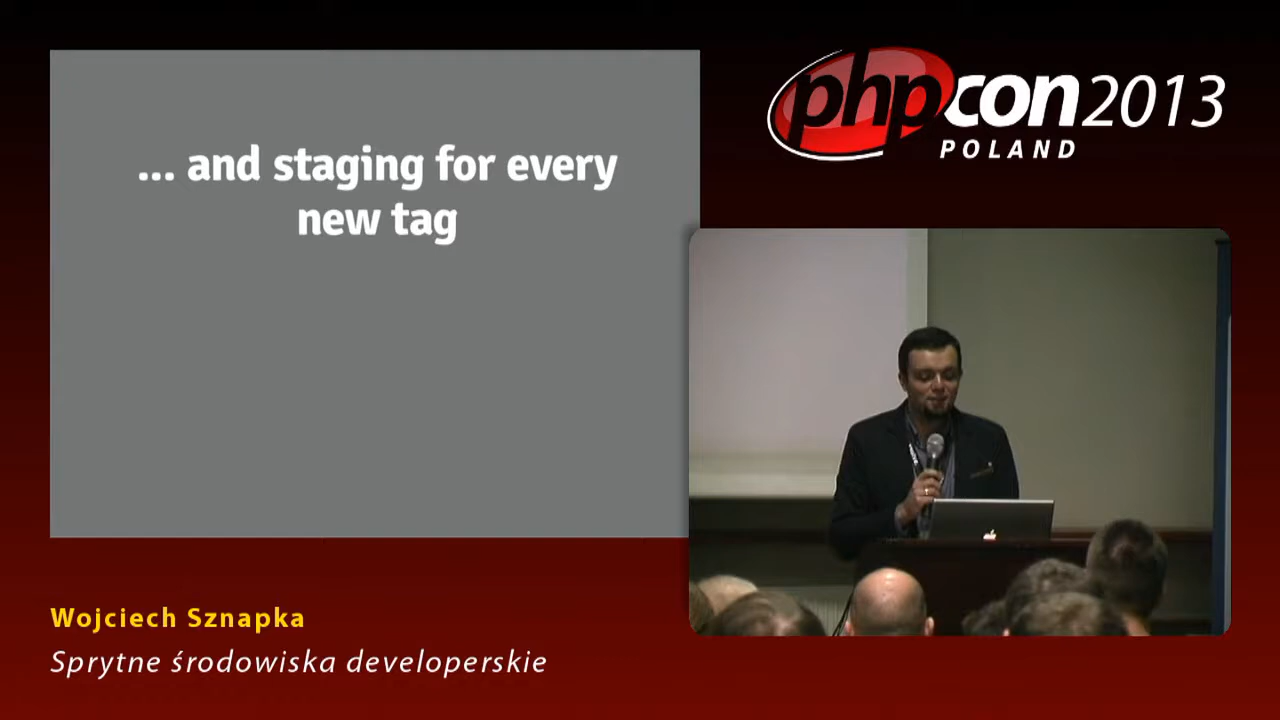 ... and staging for every
new tag
phpcon2013
POLAND
Wojciech Sznapka
Sprytne środowiska developerskie